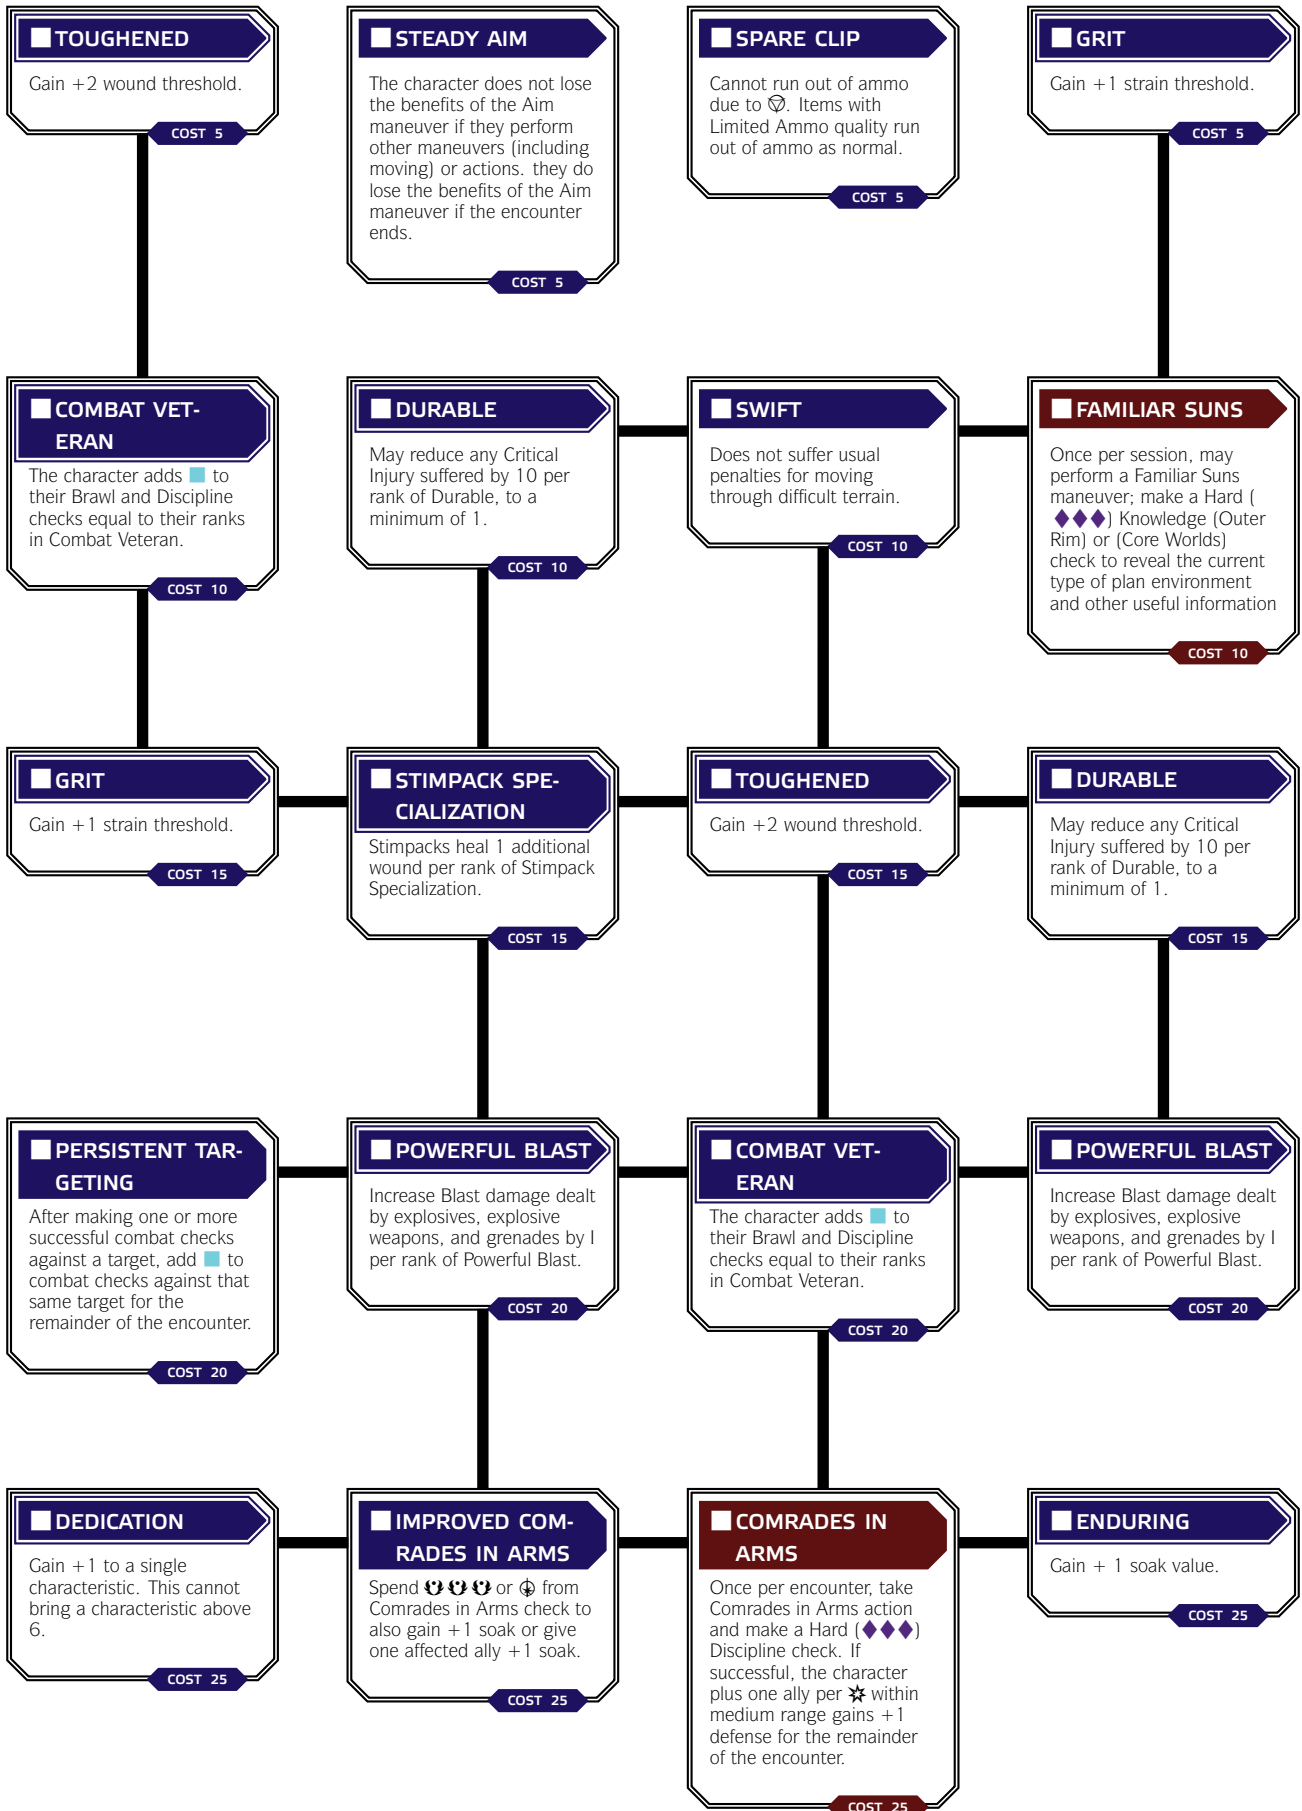 TOUGHENED
Gain +2 wound threshold.
COST 5
STEADY AIM
The character does not lose
the benefits of the Aim
maneuver if they perform
other maneuvers (including
moving) or actions. they do
lose the benefits of the Aim
maneuver if the encounter
ends.
COST 5
SPARE CLIP
Cannot run out of ammo
due to . Items with
Limited Ammo quality run
out of ammo as normal.
COST 5
GRIT
Gain +1 strain threshold.
COST 5
COMBAT VET-
ERAN
The character adds to
their Brawl and Discipline
checks equal to their ranks
in Combat Veteran.
COST 10
DURABLE
May reduce any Critical
Injury suffered by 10 per
rank of Durable, to a
minimum of 1.
COST 10
SWIFT
Does not suffer usual
penalties for moving
through difficult terrain.
COST 10
FAMILIAR SUNS
Once per session, may
perform a Familiar Suns
maneuver; make a Hard (
) Knowledge (Outer
Rim) or (Core Worlds)
check to reveal the current
type of plan environment
and other useful information
COST 10
GRIT
Gain +1 strain threshold.
COST 15
STIMPACK SPE-
CIALIZATION
Stimpacks heal 1 additional
wound per rank of Stimpack
Specialization.
COST 15
TOUGHENED
Gain +2 wound threshold.
COST 15
DURABLE
May reduce any Critical
Injury suffered by 10 per
rank of Durable, to a
minimum of 1.
COST 15
PERSISTENT TAR-
GETING
After making one or more
successful combat checks
against a target, add to
combat checks against that
same target for the
remainder of the encounter.
COST 20
POWERFUL BLAST
Increase Blast damage dealt
by explosives, explosive
weapons, and grenades by I
per rank of Powerful Blast.
COST 20
COMBAT VET-
ERAN
The character adds to
their Brawl and Discipline
checks equal to their ranks
in Combat Veteran.
COST 20
POWERFUL BLAST
Increase Blast damage dealt
by explosives, explosive
weapons, and grenades by I
per rank of Powerful Blast.
COST 20
DEDICATION
Gain +1 to a single
characteristic. This cannot
bring a characteristic above
6.
COST 25
IMPROVED COM-
RADES IN ARMS
Spend or from
Comrades in Arms check to
also gain +1 soak or give
one affected ally +1 soak.
COST 25
COMRADES IN
ARMS
Once per encounter, take
Comrades in Arms action
and make a Hard ( )
Discipline check. If
successful, the character
plus one ally per within
medium range gains +1
defense for the remainder
of the encounter.
COST 25
ENDURING
Gain + 1 soak value.
COST 25